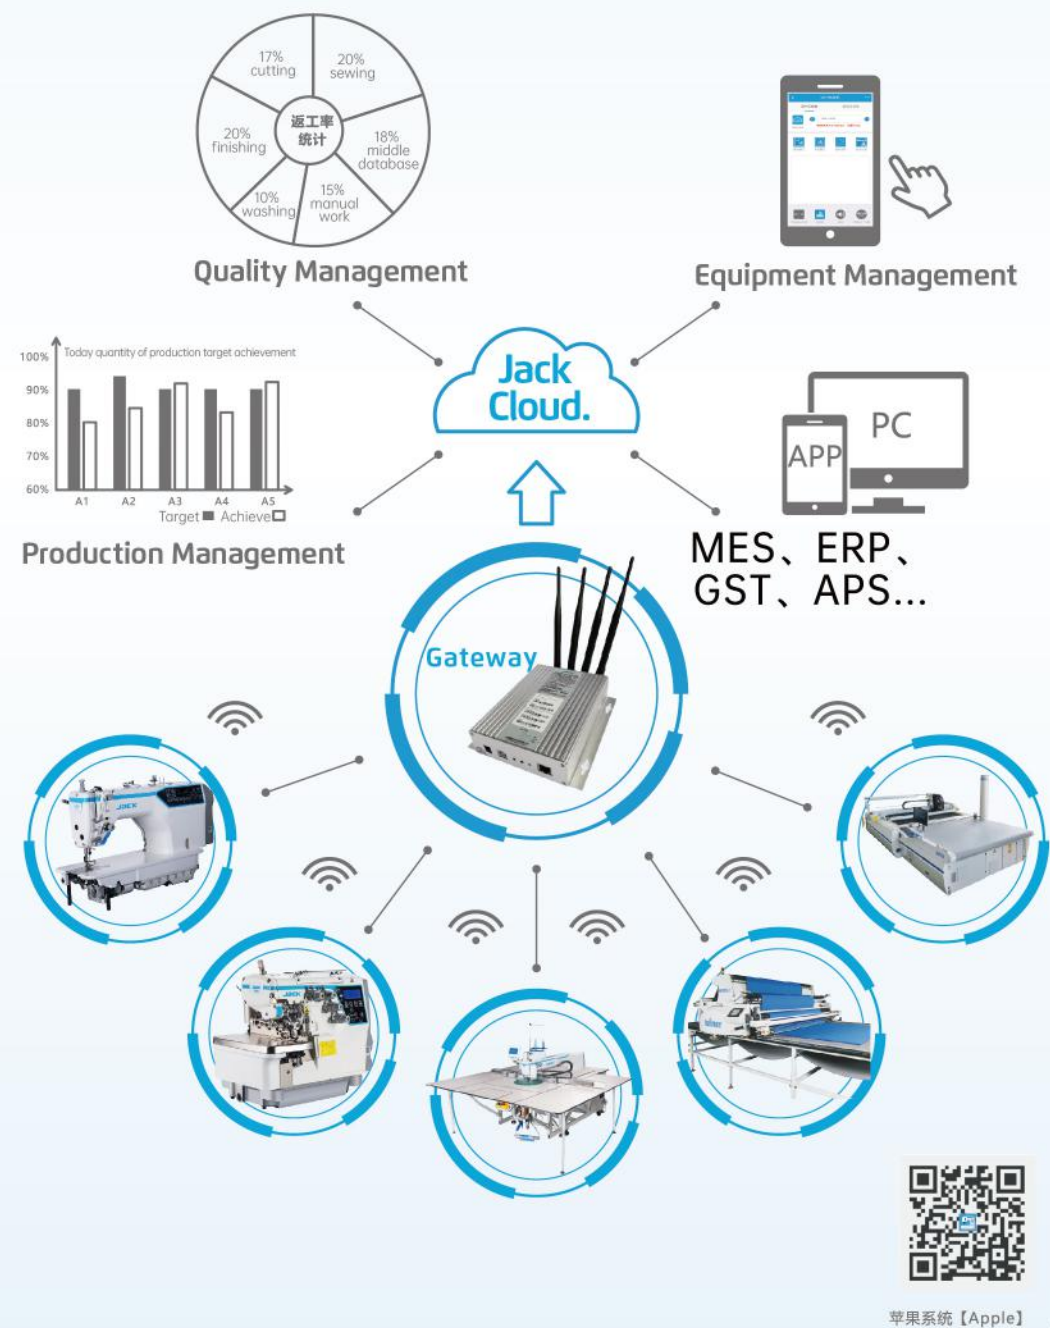 17%
cutting
20%
sewing
20%
finishing
返工率
统计
18%
middle
database
10%
washing
15%
manual
work
Quality Management
Equipment Management
Today quantity of production target achievement
100%
90%
80%
70%
60%
A1 A2 A3 A4 A5
Target Achieve
Production Management
Jack
Cloud.
APP
PC
MES、ERP、
GST、APS...
Gateway
JACK
JACK
苹果系统【Apple】